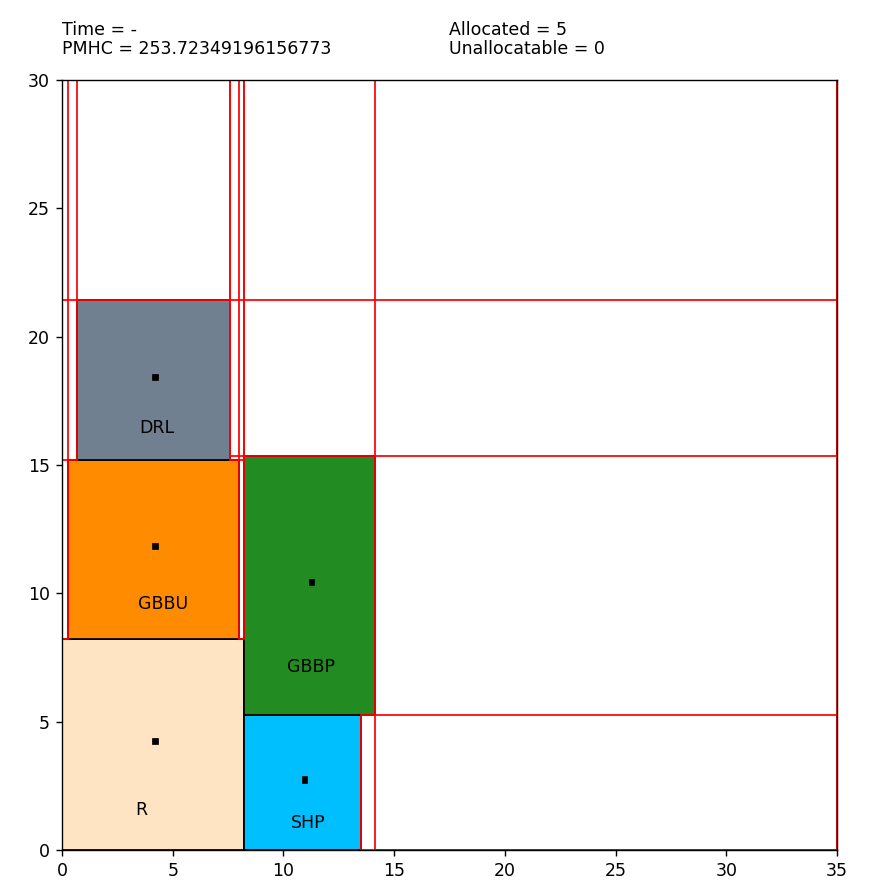 Time = -
PMHC = 253.72349196156773
Allocated = 5
Unallocatable = 0
30
25
20
15
10
5
0
DRL
GBBU
GBBP
R
SHP
0 5 10 15 20 25 30 35